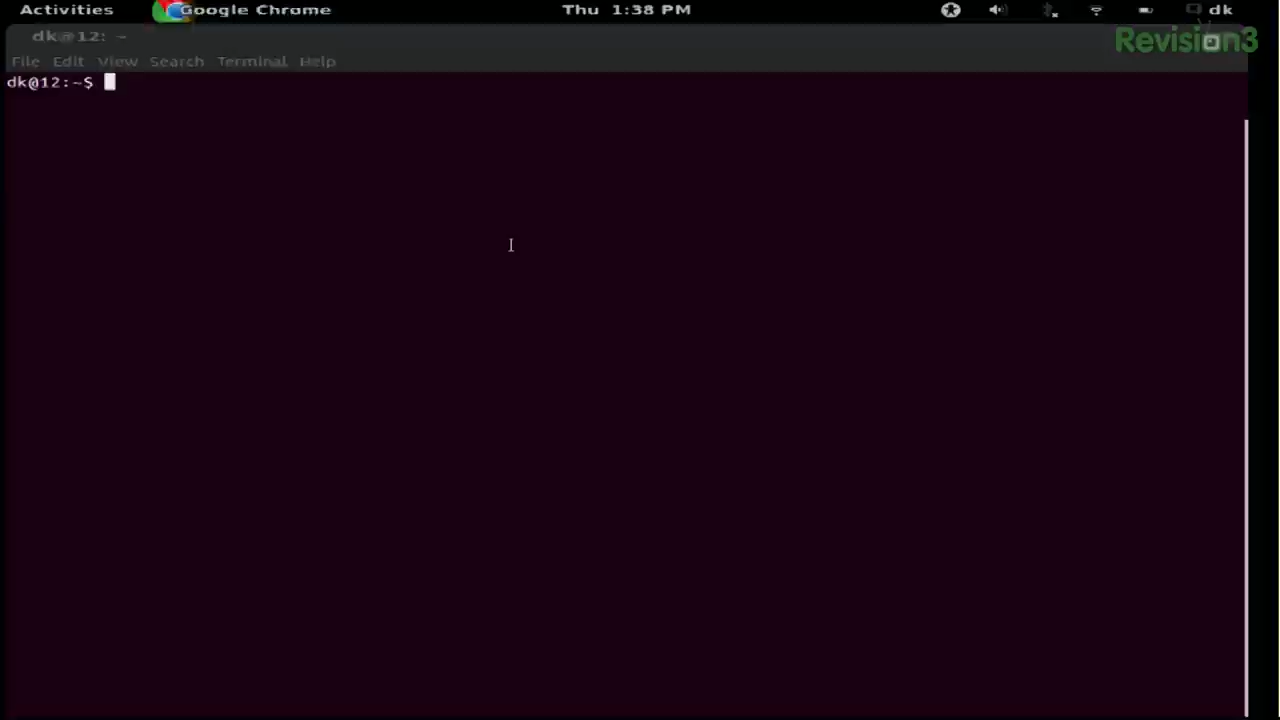 Activities Google Chrome Thu 1:38 PM dk
dk@12: ~
Revision3
File Edit View Search Terminal Help
dk@12:~$